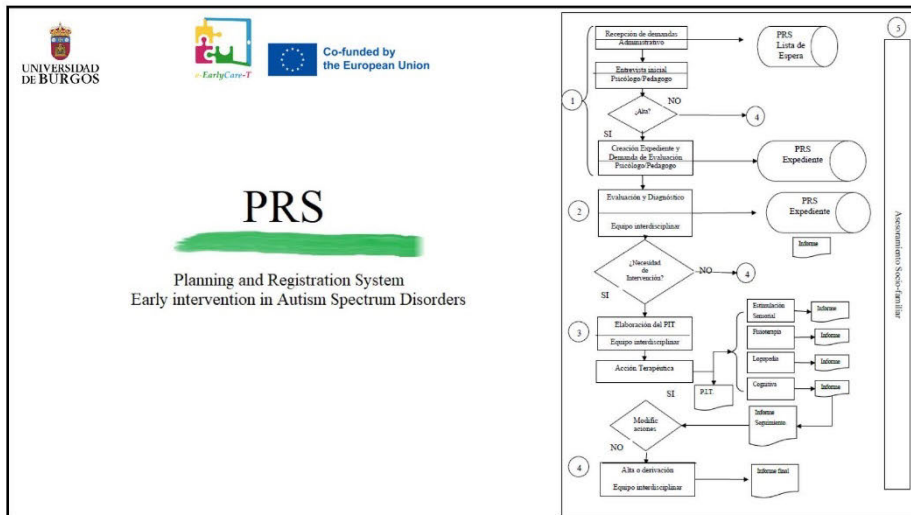 UNIVERSIDAD
DE BURGOS
e-EarlyCare-T
Co-funded by
the European Union
PRS
Planning and Registration System
Early intervention in Autism Spectrum Disorders
5
Recepción de demandas
Administrativo
PRS
Lista de
Espera
Entrevista inicial
Psicólogo/Pedagogo
1
¿Alta?
NO
4
SI
Creación Expediente y
Demanda de Evaluación
Psicólogo/Pedagogo
PRS
Expediente
2
Evaluación y Diagnóstico
Equipo interdisciplinar
PRS
Expediente
Informe
¿Necesidad
de
Intervención?
NO
4
SI
3
Elaboración del PIT
Equipo interdisciplinar
Acción Terapéutica
P.I.T.
Estimulación
Sensorial
Informe
Fisioterapia
Informe
Logopedia
Informe
Cognitivo
Informe
SI
Informe
Seguimiento
Modific
aciones
NO
4
Alta o derivación
Equipo interdisciplinar
Informe final
Asesoramiento Socio-familiar